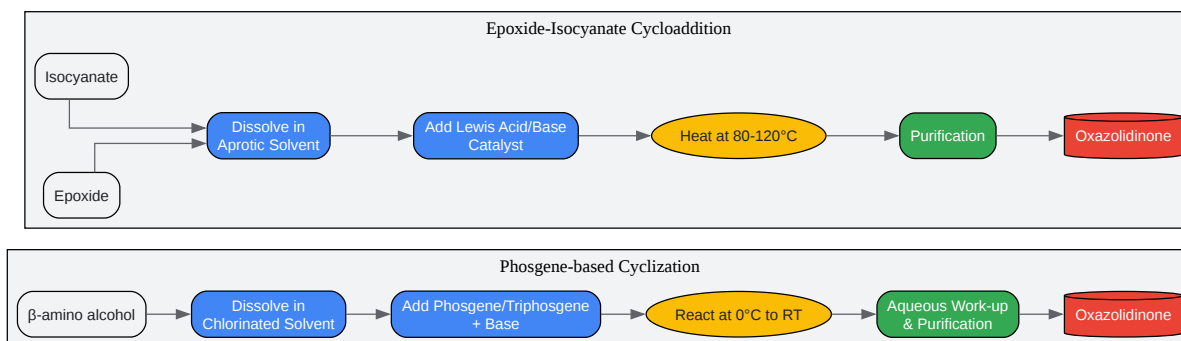 Epoxide-Isocyanate Cycloaddition
Isocyanate
Epoxide
Dissolve in
Aprotic Solvent
Add Lewis Acid/Base
Catalyst
Heat at 80-120°C
Purification
Oxazolidinone
Phosgene-based Cyclization
β-amino alcohol
Dissolve in
Chlorinated Solvent
Add Phosgene/Triphosgene
+ Base
React at 0°C to RT
Aqueous Work-up
& Purification
Oxazolidinone